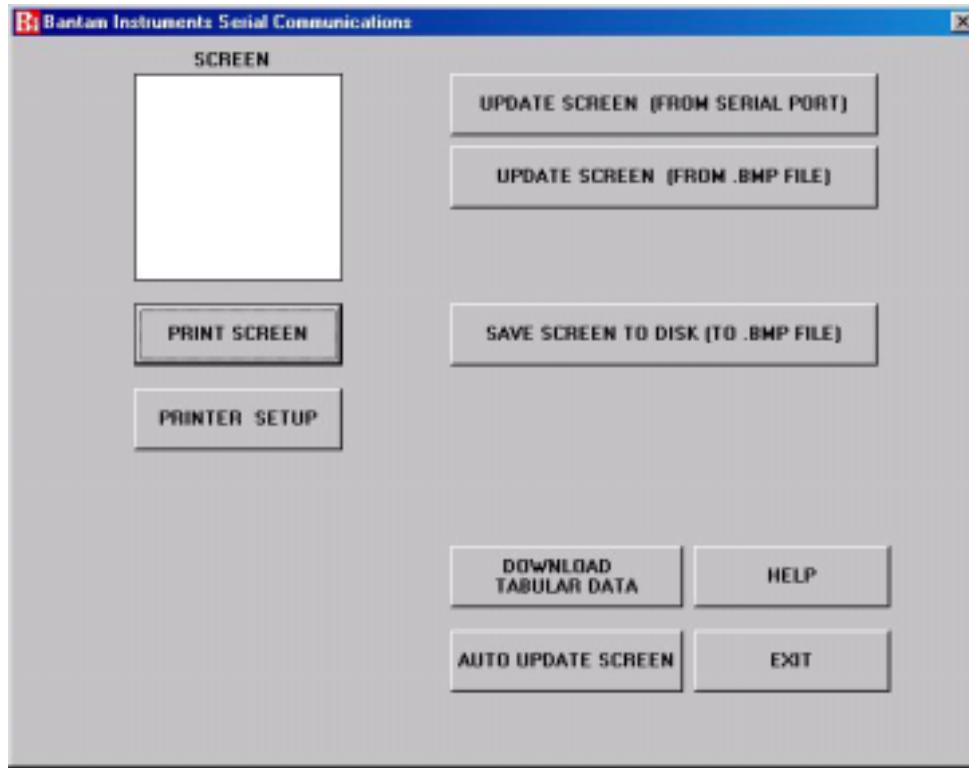 Bi Bantam Instruments Serial Communications
SCREEN
UPDATE SCREEN (FROM SERIAL PORT)
UPDATE SCREEN (FROM .BMP FILE)
PRINT SCREEN
SAVE SCREEN TO DISK (TO .BMP FILE)
PRINTER SETUP
DOWNLOAD
TABULAR DATA
HELP
AUTO UPDATE SCREEN
EXIT